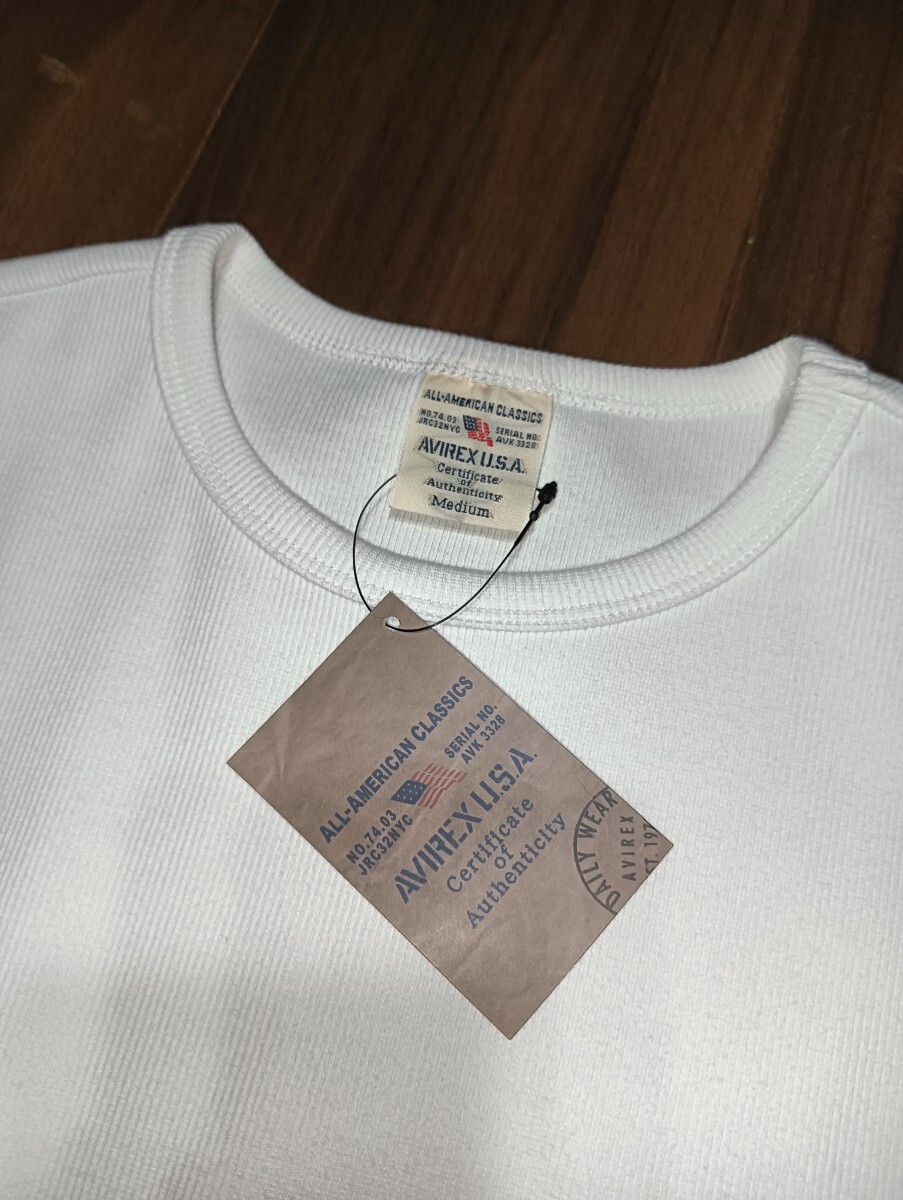 ALL-AMERICAN CLASSICS
NO.74.03
JRC32NYC
SERIAL NO.
AVK 3328
AVIREX U.S.A.
Certificate
of
Authenticity
Medium
ALL-AMERICAN CLASSICS
NO.74.03
JRC32NYC
SERIAL NO.
AVK 3328
AVIREX U.S.A.
Certificate
of
Authenticity
DAILY WEAR
AVIREX